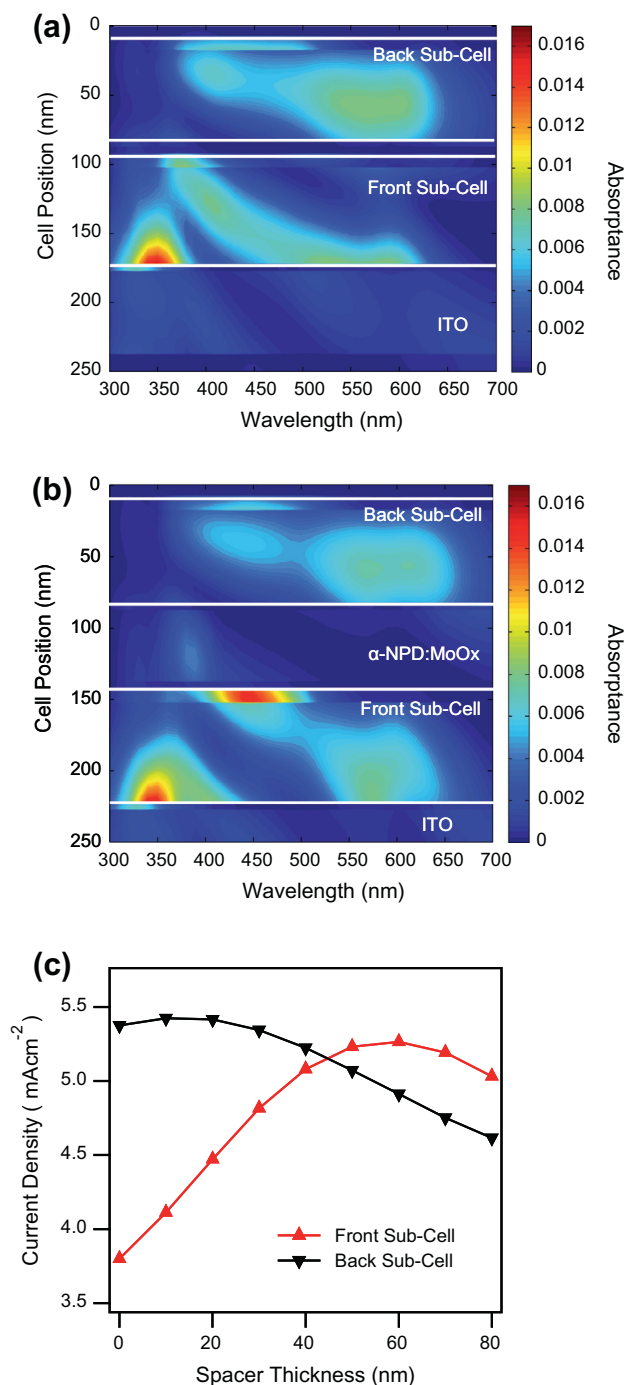 (a)
0
50
100
150
200
250
Cell Position (nm)
Back Sub-Cell
Front Sub-Cell
ITO
300 350 400 450 500 550 600 650 700
Wavelength (nm)
0.016
0.014
0.012
0.01
0.008
0.006
0.004
0.002
0
Absorptance
(b)
0
50
100
150
200
250
Cell Position (nm)
Back Sub-Cell
α-NPD:MoOx
Front Sub-Cell
ITO
300 350 400 450 500 550 600 650 700
Wavelength (nm)
0.016
0.014
0.012
0.01
0.008
0.006
0.004
0.002
0
Absorptance
(c)
5.5
5.0
4.5
4.0
3.5
Current Density ( mAcm⁻²)
Front Sub-Cell
Back Sub-Cell
0 20 40 60 80
Spacer Thickness (nm)